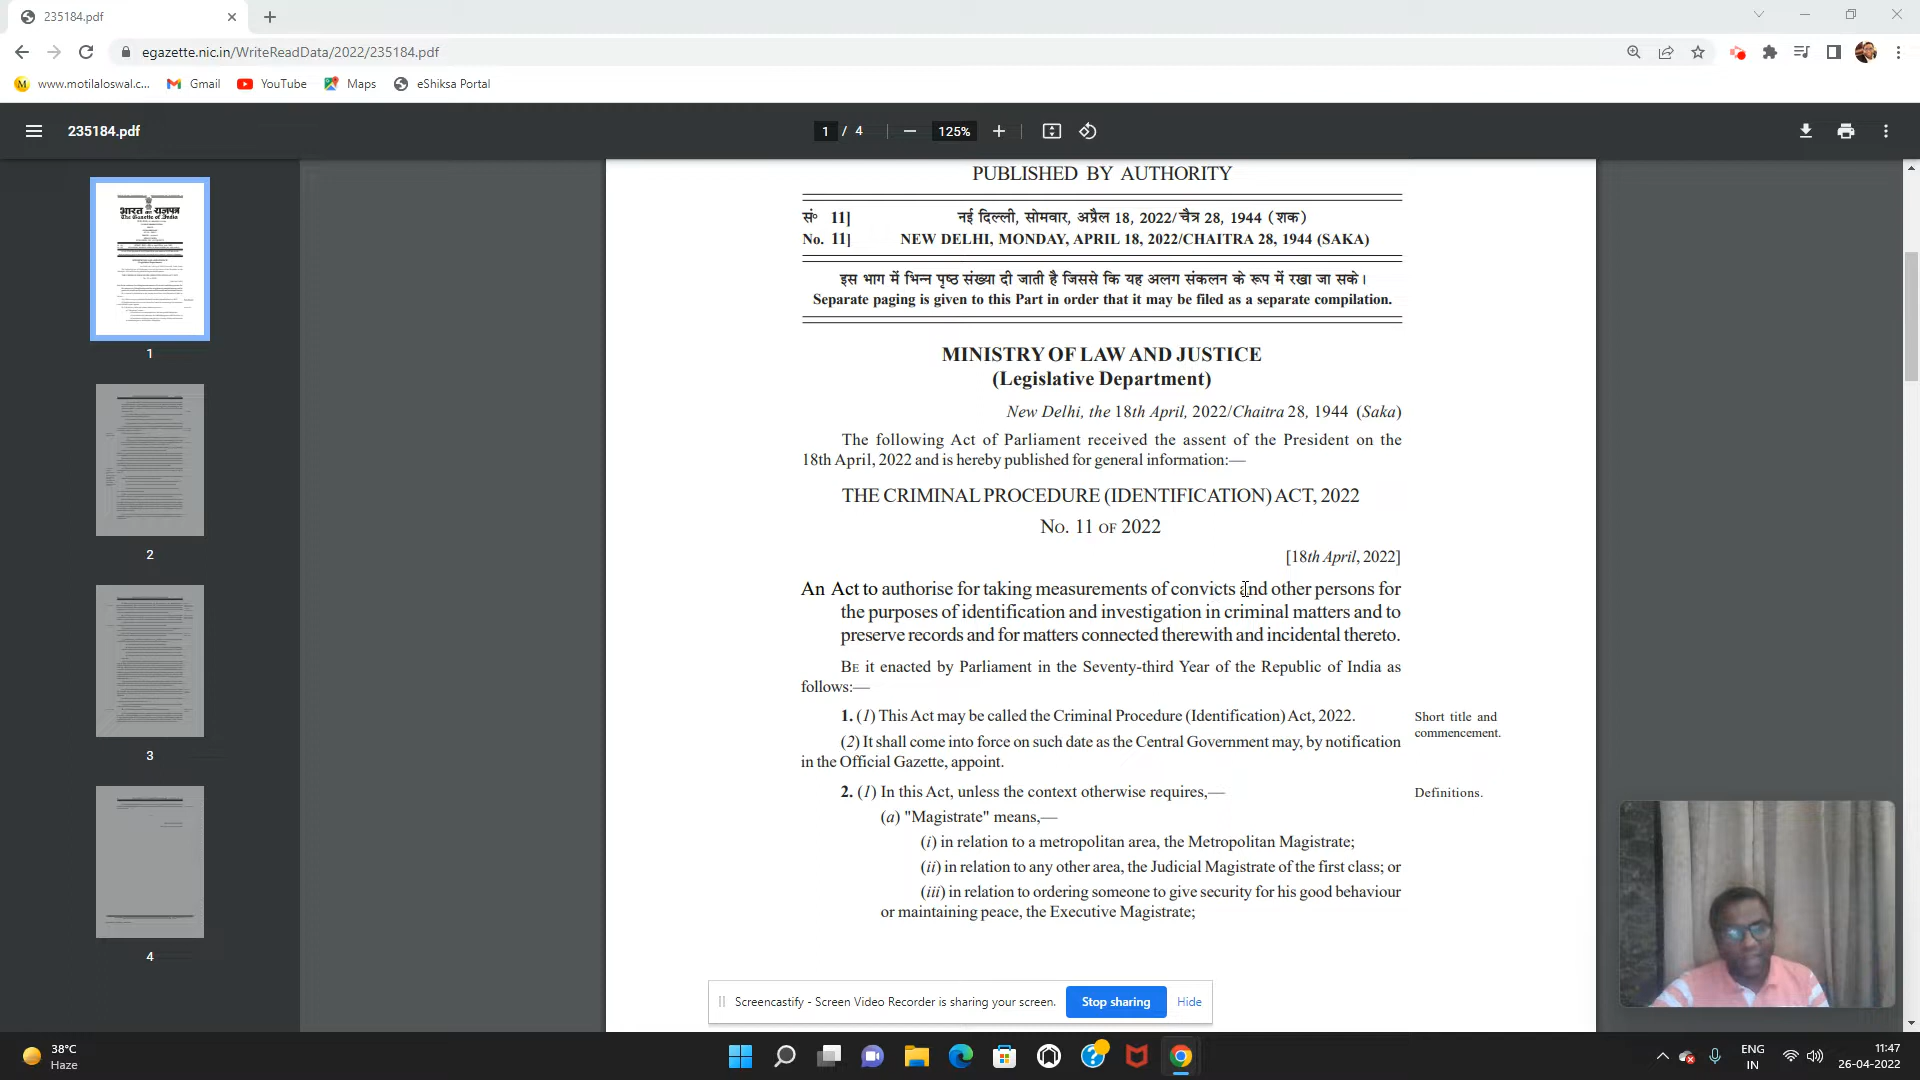 235184.pdf
egazette.nic.in/WriteReadData/2022/235184.pdf
www.motilaloswal.c... Gmail YouTube Maps eShiksa Portal
235184.pdf 1 / 4 125%
1
2
3
4
PUBLISHED BY AUTHORITY
सं॰ 11] नई दिल्ली, सोमवार, अप्रैल 18, 2022/चैत्र 28, 1944 (शक)
No. 11] NEW DELHI, MONDAY, APRIL 18, 2022/CHAITRA 28, 1944 (SAKA)
इस भाग में भिन्न पृष्ठ संख्या दी जाती है जिससे कि यह अलग संकलन के रूप में रखा जा सके।
Separate paging is given to this Part in order that it may be filed as a separate compilation.
MINISTRY OF LAW AND JUSTICE
(Legislative Department)
New Delhi, the 18th April, 2022/Chaitra 28, 1944 (Saka)
The following Act of Parliament received the assent of the President on the
18th April, 2022 and is hereby published for general information:—
THE CRIMINAL PROCEDURE (IDENTIFICATION) ACT, 2022
No. 11 OF 2022
[18th April, 2022]
An Act to authorise for taking measurements of convicts and other persons for
the purposes of identification and investigation in criminal matters and to
preserve records and for matters connected therewith and incidental thereto.
BE it enacted by Parliament in the Seventy-third Year of the Republic of India as
follows:—
1. (1) This Act may be called the Criminal Procedure (Identification) Act, 2022.
Short title and
commencement.
(2) It shall come into force on such date as the Central Government may, by notification
in the Official Gazette, appoint.
2. (1) In this Act, unless the context otherwise requires,—
Definitions.
(a) "Magistrate" means,—
(i) in relation to a metropolitan area, the Metropolitan Magistrate;
(ii) in relation to any other area, the Judicial Magistrate of the first class; or
(iii) in relation to ordering someone to give security for his good behaviour
or maintaining peace, the Executive Magistrate;
Screencastify - Screen Video Recorder is sharing your screen. Stop sharing Hide
38°C
Haze
ENG
IN
11:47
26-04-2022